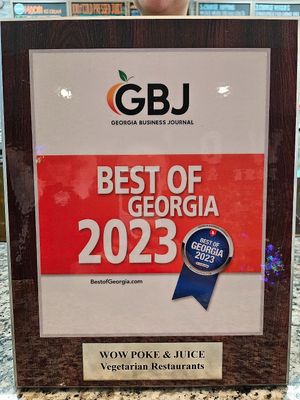 GBJ
GEORGIA BUSINESS JOURNAL
BEST OF
GEORGIA
2023
BEST OF
GEORGIA
2023
BestofGeorgia.com
WOW POKE & JUICE
Vegetarian Restaurants